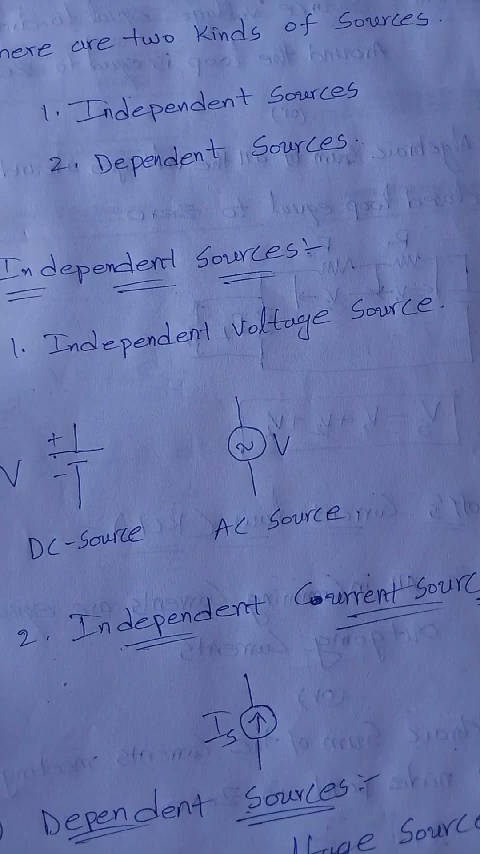 here are two kinds of Sources.
1. Independent Sources
2. Dependent Sources.
Independent Sources:-
1. Independent voltage Source.
+
V
-
~ V
DC-Source
AC Source
2. Independent Current Sourc
Is
Dependent Sources:-
ltage Source